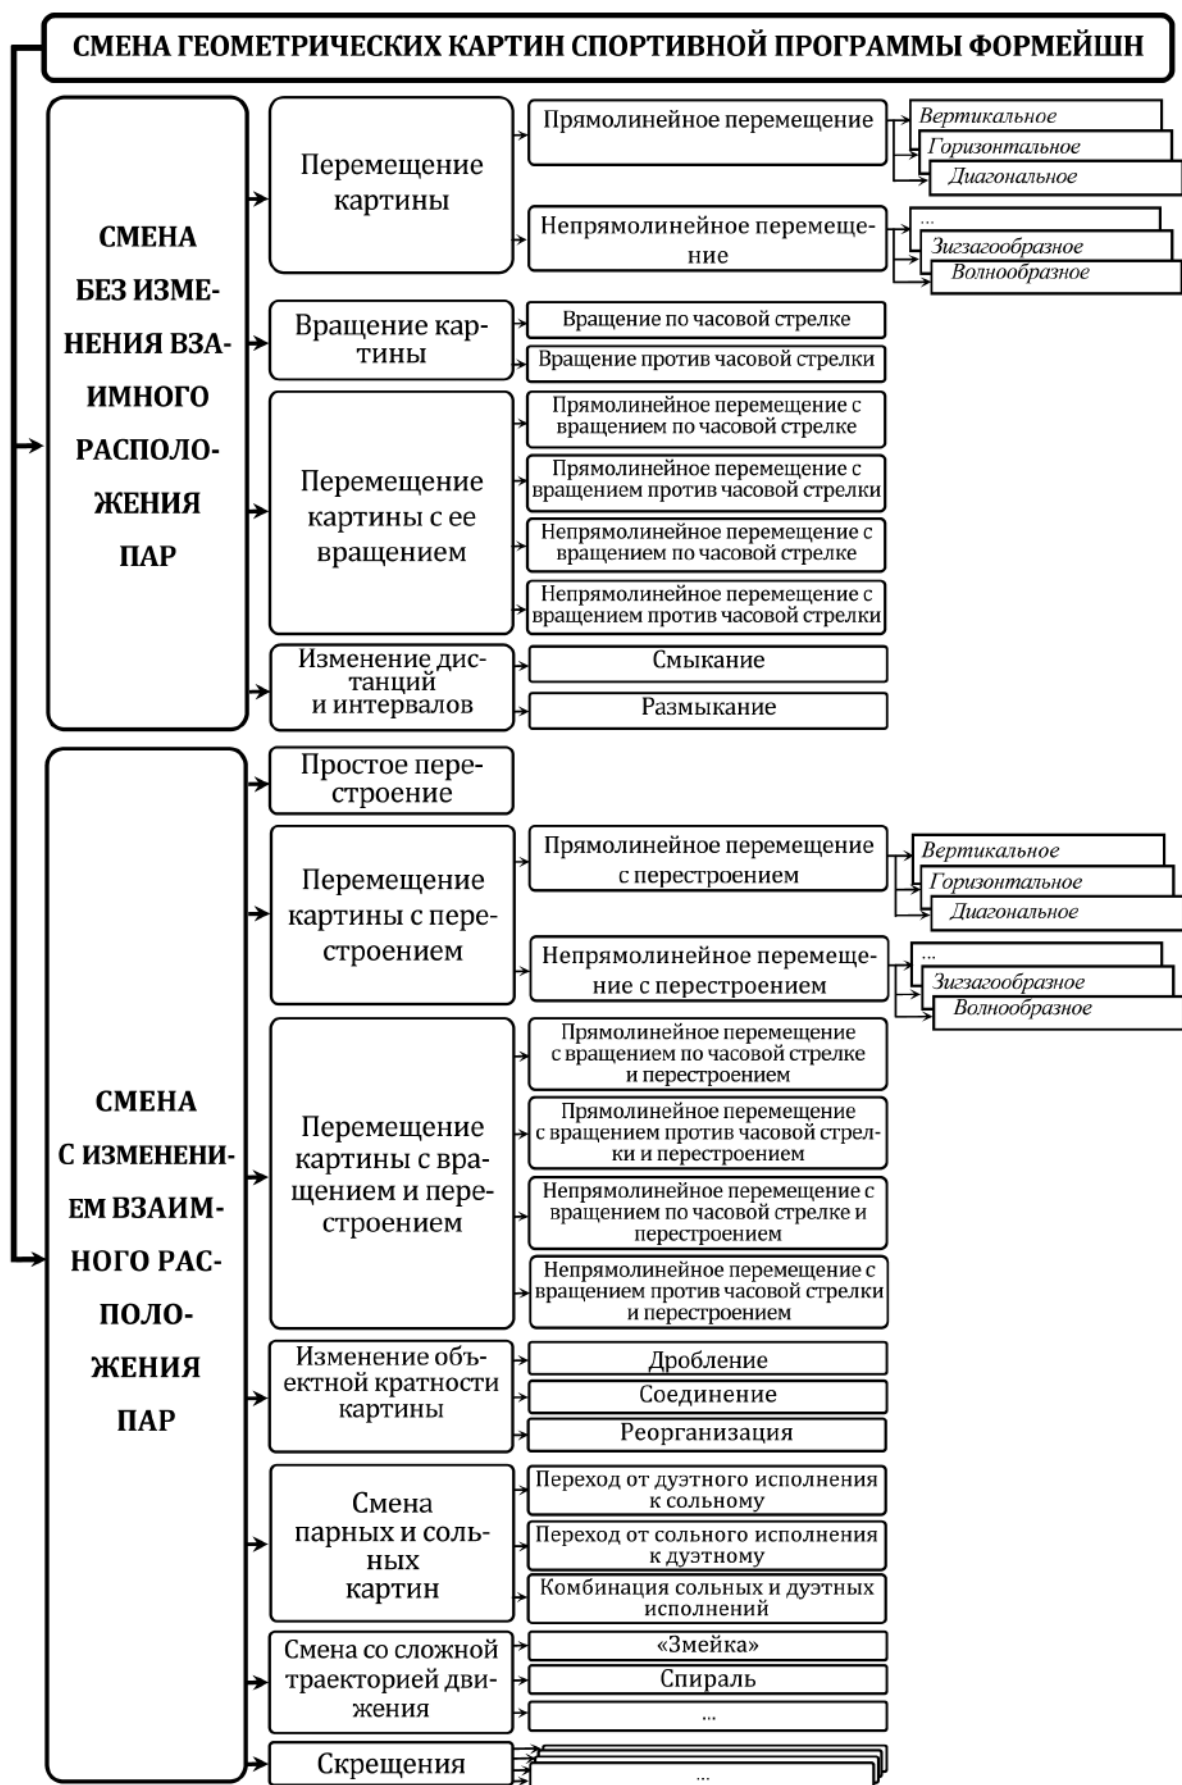 СМЕНА ГЕОМЕТРИЧЕСКИХ КАРТИН СПОРТИВНОЙ ПРОГРАММЫ ФОРМЕЙШН
СМЕНА
БЕЗ ИЗМЕ-
НЕНИЯ ВЗА-
ИМНОГО
РАСПОЛО-
ЖЕНИЯ
ПАР
Перемещение
картины
Прямолинейное перемещение
Вертикальное
Горизонтальное
Диагональное
Непрямолинейное перемеще-
ние
...
Зигзагообразное
Волнообразное
Вращение кар-
тины
Вращение по часовой стрелке
Вращение против часовой стрелки
Перемещение
картины с ее
вращением
Прямолинейное перемещение с
вращением по часовой стрелке
Прямолинейное перемещение с
вращением против часовой стрелки
Непрямолинейное перемещение с
вращением по часовой стрелке
Непрямолинейное перемещение с
вращением против часовой стрелки
Изменение дис-
танций
и интервалов
Смыкание
Размыкание
СМЕНА
С ИЗМЕНЕНИ-
ЕМ ВЗАИМ-
НОГО РАС-
ПОЛО-
ЖЕНИЯ
ПАР
Простое пере-
строение
Перемещение
картины с пере-
строением
Прямолинейное перемещение
с перестроением
Вертикальное
Горизонтальное
Диагональное
Непрямолинейное перемеще-
ние с перестроением
...
Зигзагообразное
Волнообразное
Перемещение
картины с вра-
щением и пере-
строением
Прямолинейное перемещение
с вращением по часовой стрелке
и перестроением
Прямолинейное перемещение
с вращением против часовой стрел-
ки и перестроением
Непрямолинейное перемещение с
вращением по часовой стрелке и
перестроением
Непрямолинейное перемещение с
вращением против часовой стрелки
и перестроением
Изменение объ-
ектной кратности
картины
Дробление
Соединение
Реорганизация
Смена
парных и соль-
ных
картин
Переход от дуэтного исполнения
к сольному
Переход от сольного исполнения
к дуэтному
Комбинация сольных и дуэтных
исполнений
Смена со сложной
траекторией дви-
жения
«Змейка»
Спираль
...
Скрещения
...